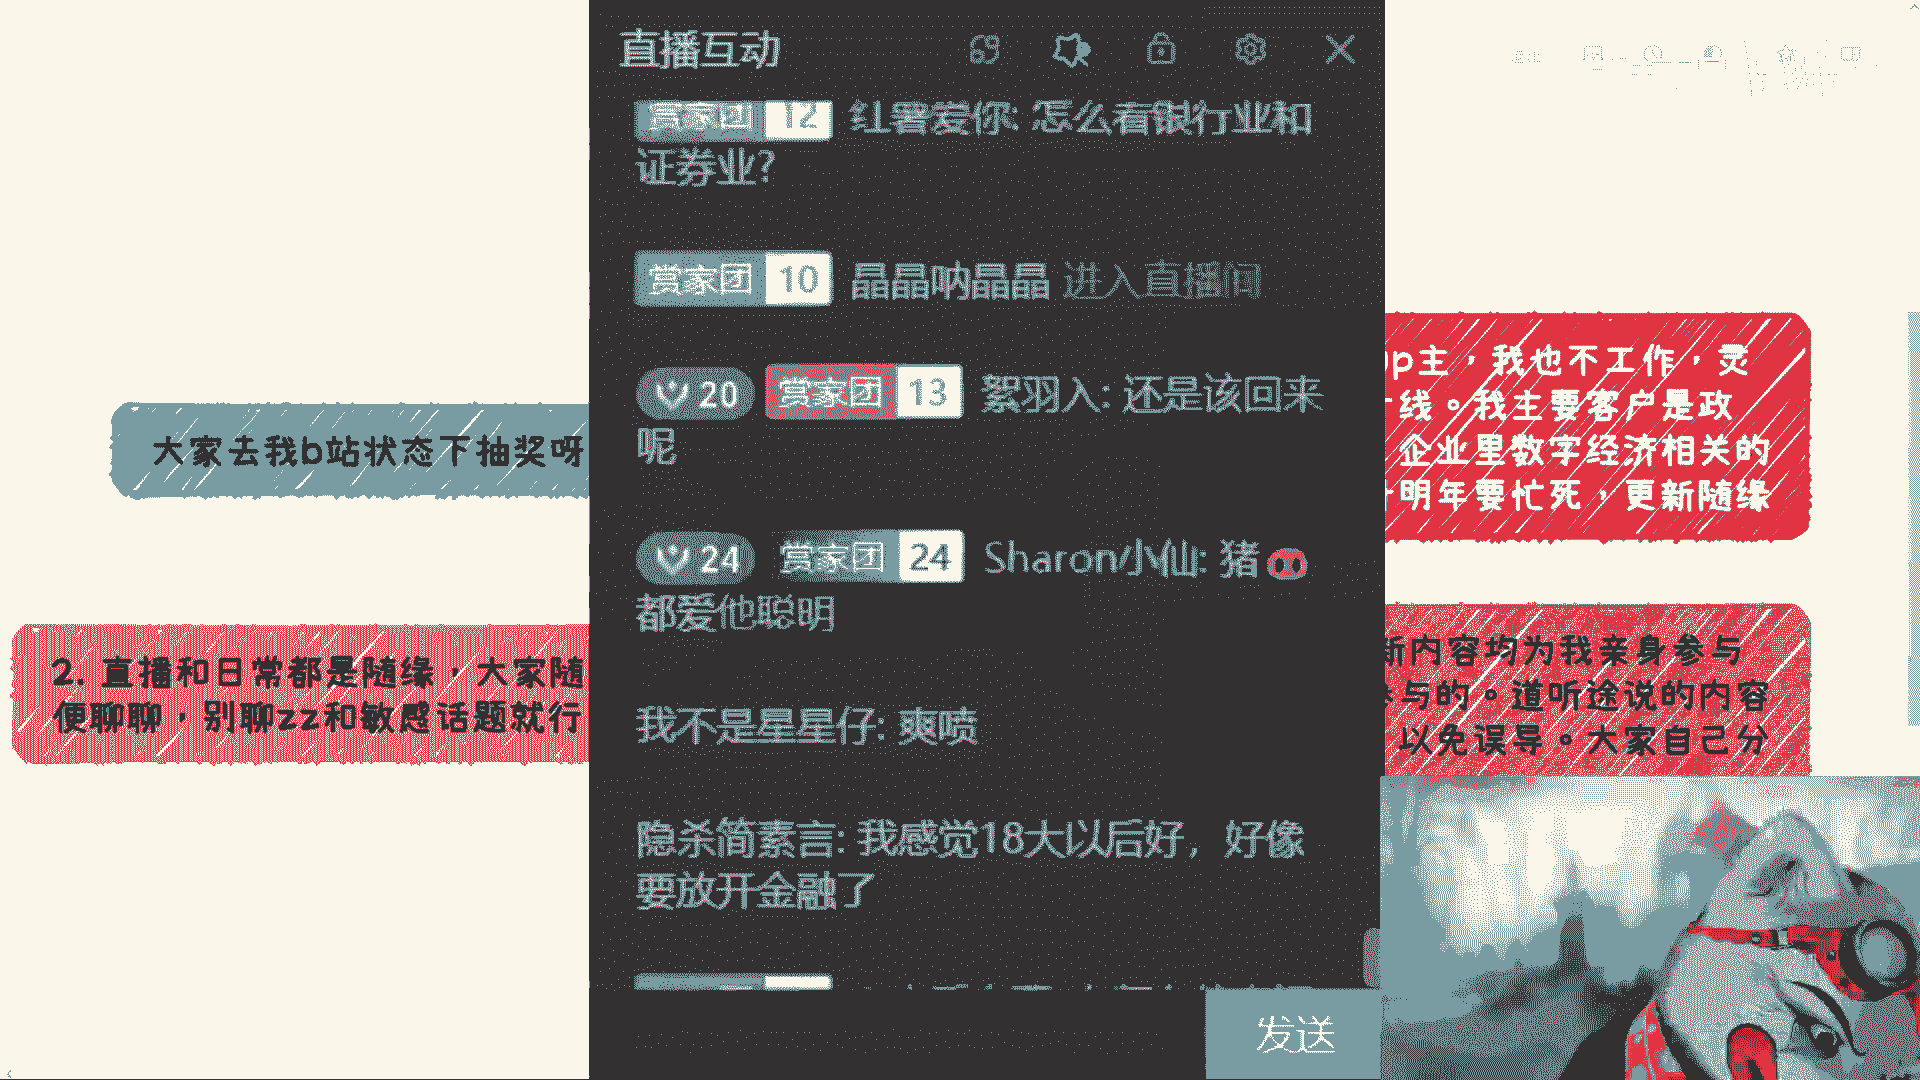 直播互动
赏家团 12 红署爱你: 怎么看银行业和
证券业?
赏家团 10 晶晶呐晶晶 进入直播间
20 赏家团 13 絮羽入: 还是该回来
呢
24 赏家团 24 Sharon小仙: 猪
都爱他聪明
我不是星星仔: 爽喷
隐杀简素言: 我感觉18大以后好，好像
要放开金融了
发送
大家去我b站状态下抽奖呀
2. 直播和日常都是随缘，大家随
便聊聊，别聊zz和敏感话题就行
p主，我也不工作，灵
线。我主要客户是政
企业里数字经济相关的
明年要忙死，更新随缘
新内容均为我亲身参与
参与的。道听途说的内容
以免误导。大家自己分